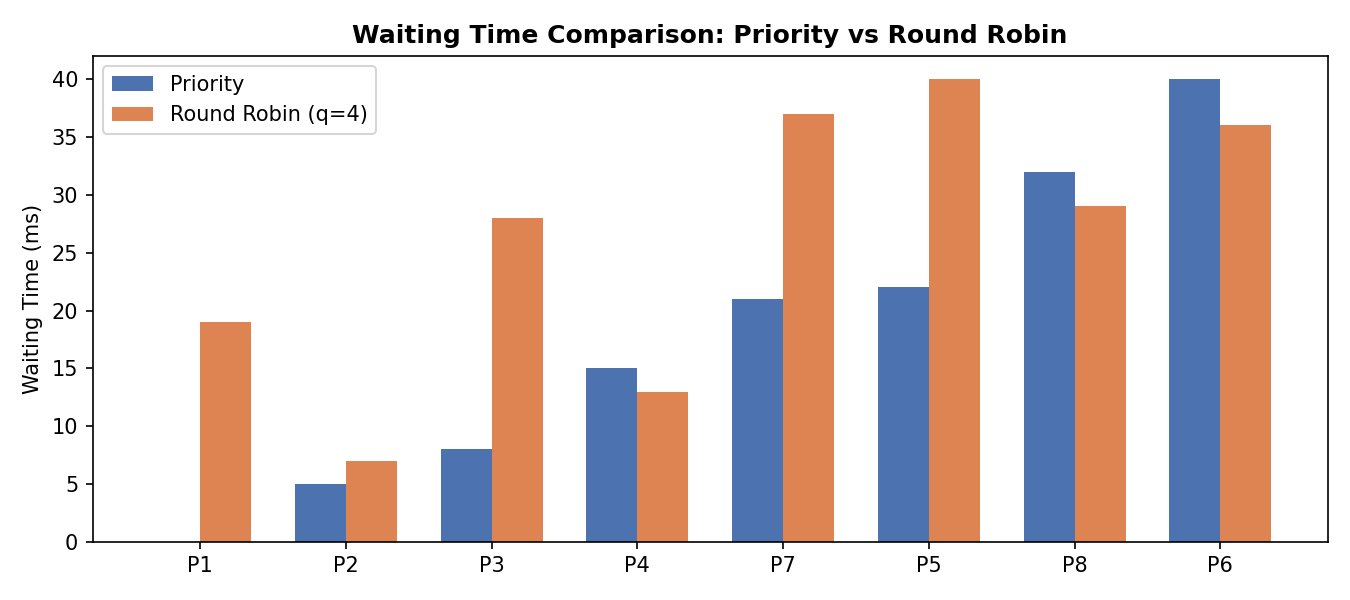 Waiting Time Comparison: Priority vs Round Robin
Priority
Round Robin (q=4)
Waiting Time (ms)
40
35
30
25
20
15
10
5
0
P1 P2 P3 P4 P7 P5 P8 P6